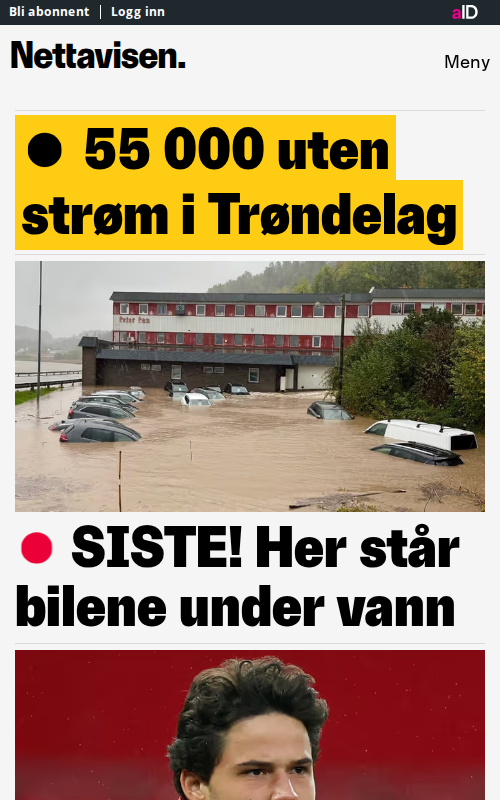 Bli abonnent | Logg inn
aID
Nettavisen.
Meny
55 000 uten
strøm i Trøndelag
Peter Pan
SISTE! Her står
bilene under vann